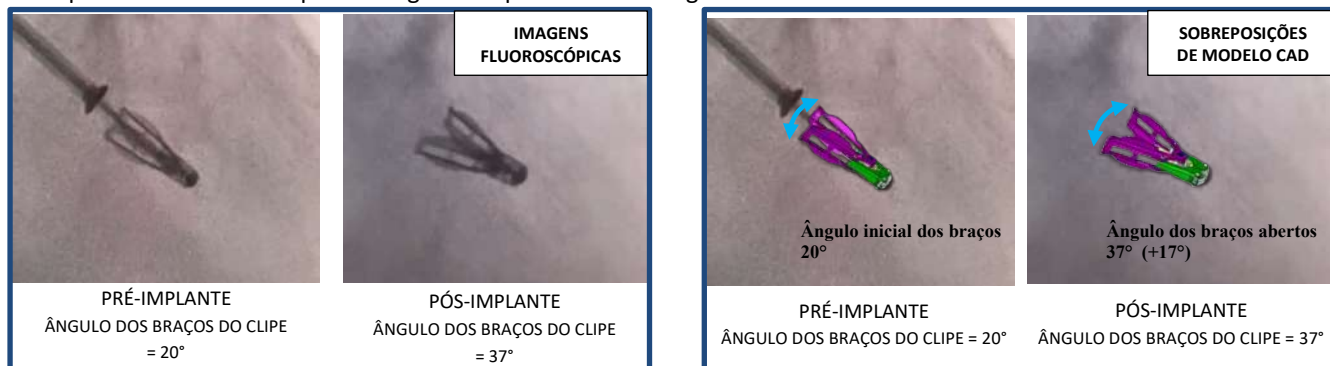 IMAGENS
FLUOROSCÓPICAS
PRÉ-IMPLANTE
ÂNGULO DOS BRAÇOS DO CLIPE
= 20°
PÓS-IMPLANTE
ÂNGULO DOS BRAÇOS DO CLIPE
= 37°
SOBREPOSIÇÕES
DE MODELO CAD
Ângulo inicial dos braços
20°
Ângulo dos braços abertos
37° (+17°)
PRÉ-IMPLANTE
ÂNGULO DOS BRAÇOS DO CLIPE = 20°
PÓS-IMPLANTE
ÂNGULO DOS BRAÇOS DO CLIPE = 37°